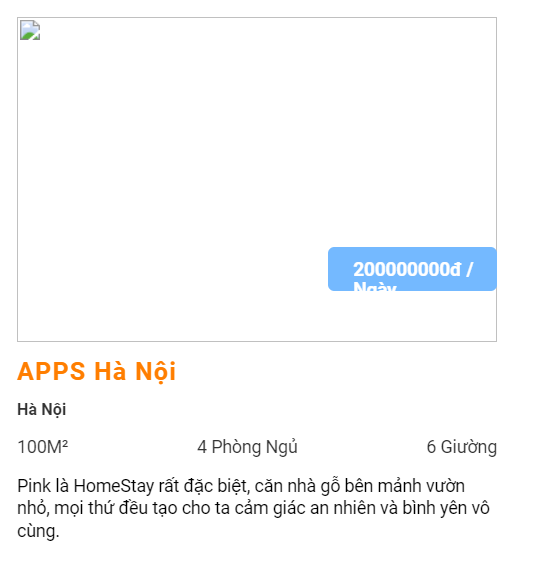 200000000đ /
Ngày
APPS Hà Nội
Hà Nội
100M²
4 Phòng Ngủ
6 Giường
Pink là HomeStay rất đặc biệt, căn nhà gỗ bên mảnh vườn
nhỏ, mọi thứ đều tạo cho ta cảm giác an nhiên và bình yên vô
cùng.